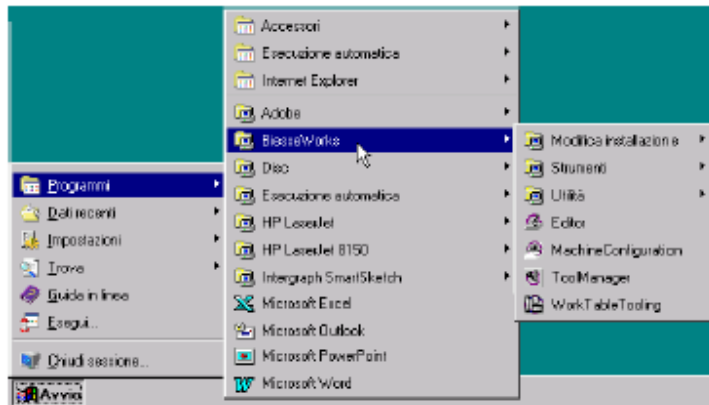 Accessori
Esecuzione automatica
Internet Explorer
Adobe
BiesseWorks
Disc
Esecuzione automatica
HP LaserJet
HP LaserJet 8150
Intergraph SmartSketch
Microsoft Excel
Microsoft Outlook
Microsoft PowerPoint
Microsoft Word
Modifica installazione
Strumenti
Utilità
Editor
MachineConfiguration
ToolManager
WorkTableTooling
Programmi
Dati recenti
Impostazioni
Trova
Guida in linea
Esegui...
Chiudi sessione...
Avvio